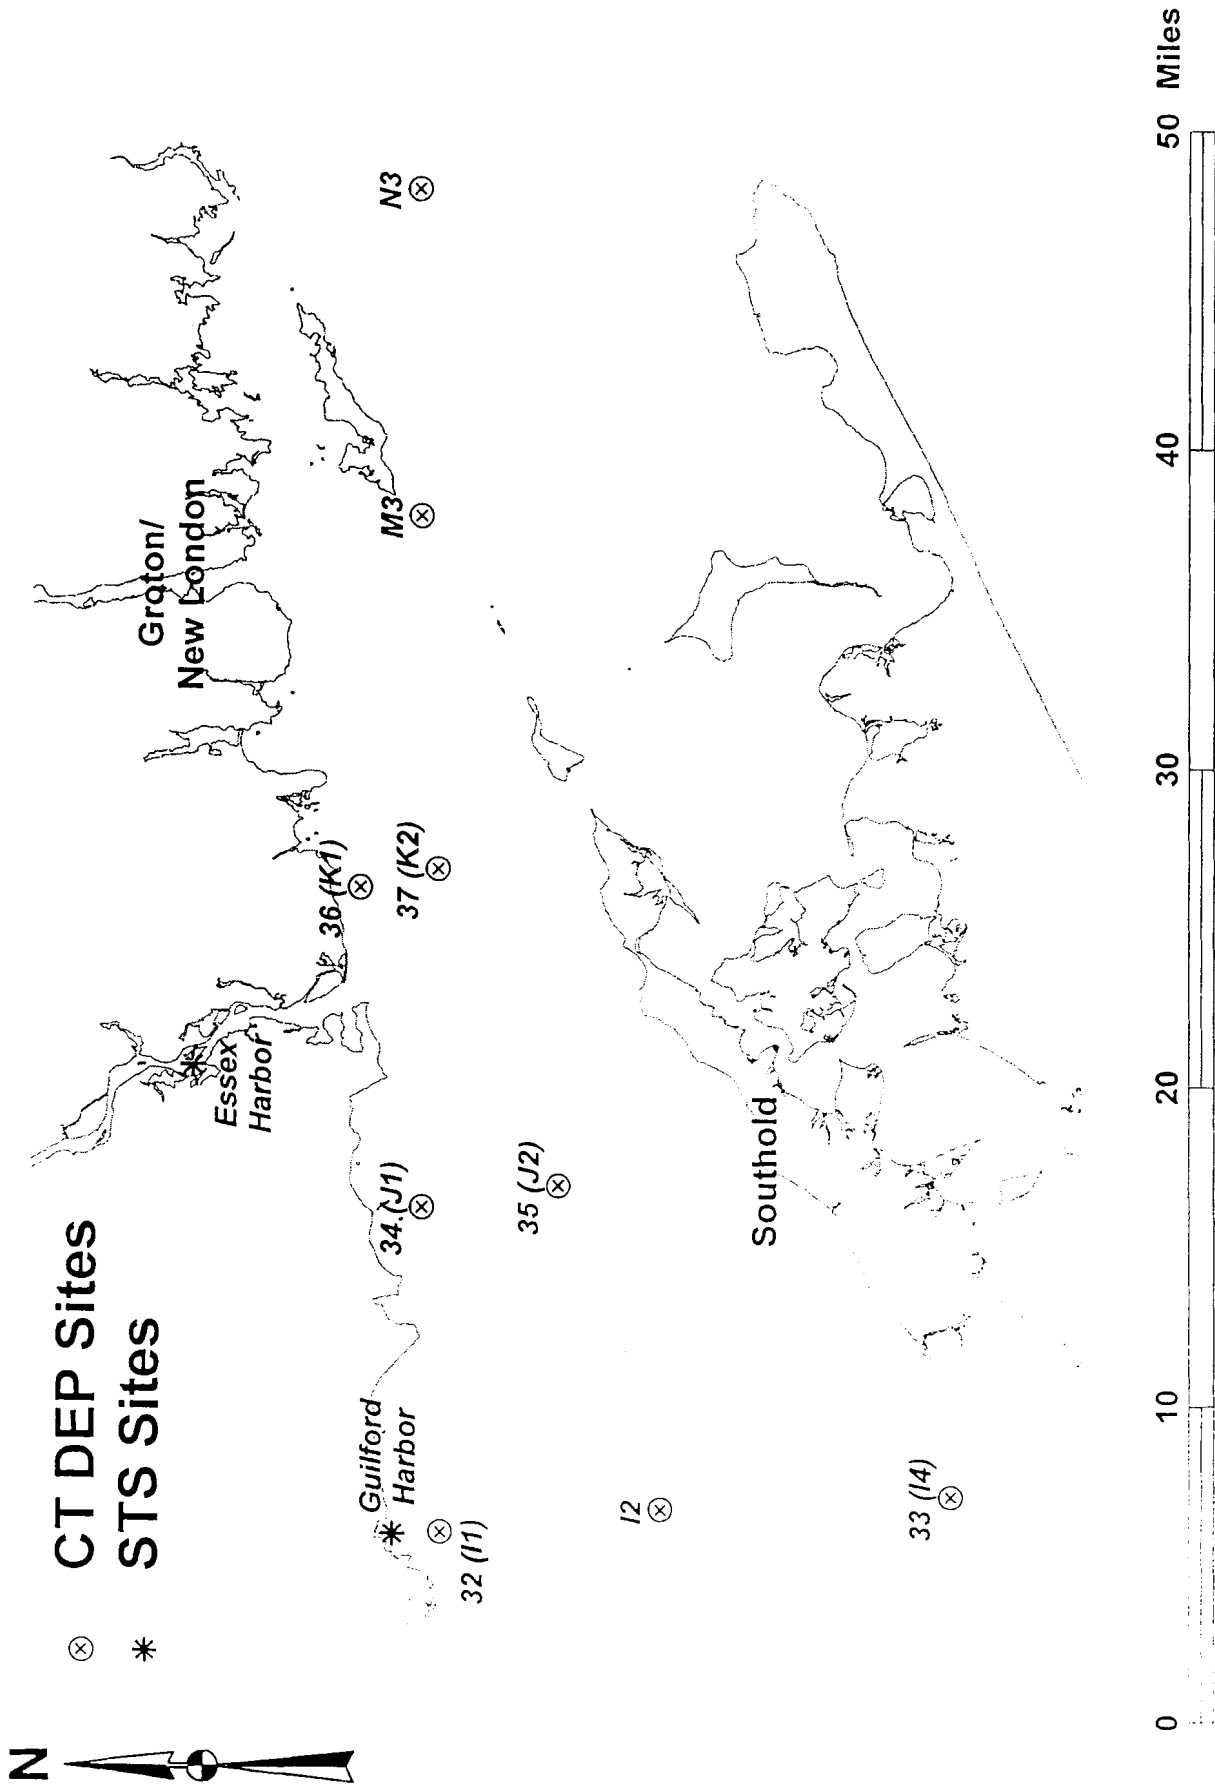 N
CT DEP Sites
STS Sites
Groton/
New London
Essex
Harbor
36 (K1)
37 (K2)
M3
N3
34 (J1)
35 (J2)
Guilford
Harbor
32 (I1)
I2
33 (I4)
Southold
0 10 20 30 40 50 Miles